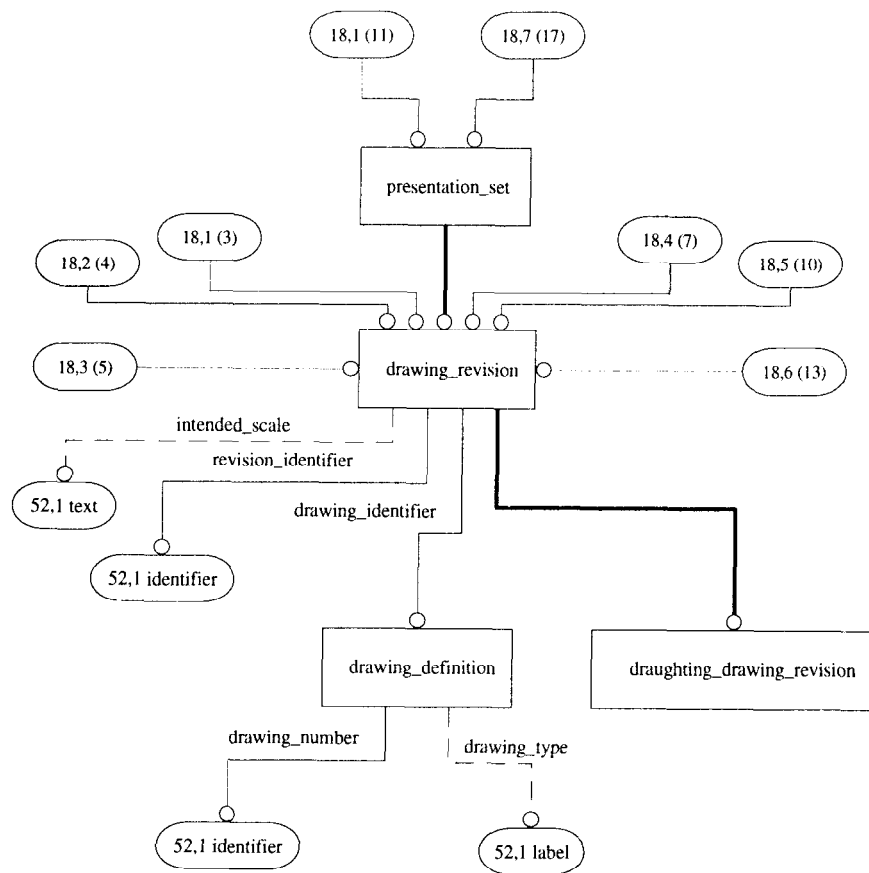 18,1 (11)
18,7 (17)
presentation_set
18,1 (3)
18,4 (7)
18,2 (4)
18,5 (10)
18,3 (5)
drawing_revision
18,6 (13)
intended_scale
revision_identifier
52,1 text
drawing_identifier
52,1 identifier
drawing_definition
draughting_drawing_revision
drawing_number
drawing_type
52,1 identifier
52,1 label